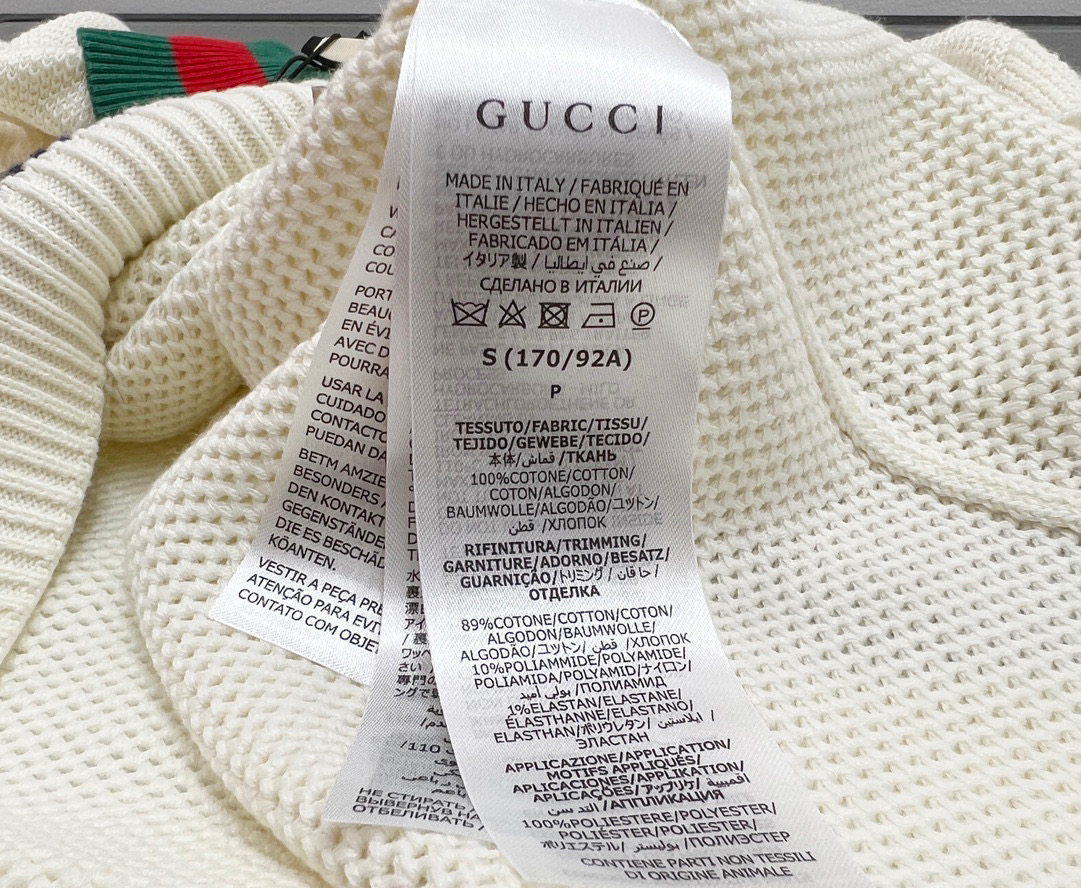 GUCCI
MADE IN ITALY / FABRIQUÉ EN
ITALIE / HECHO EN ITALIA /
HERGESTELLT IN ITALIEN /
FABRICADO EM ITÁLIA /
イタリア製 / صنع في ايطاليا /
СДЕЛАНО В ИТАЛИИ
P
S (170/92A)
P
TESSUTO/FABRIC/TISSU/
TEJIDO/GEWEBE/TECIDO/
本体/قماش/ТКАНЬ
100%COTONE/COTTON/
COTON/ALGODON/
BAUMWOLLE/ALGODÃO/コットン/
قطن /ХЛОПОК
RIFINITURA/TRIMMING/
GARNITURE/ADORNO/BESATZ/
GUARNIÇÃO/トリミング/ حافان /
ОТДЕЛКА
89%COTONE/COTTON/COTON/
ALGODON/BAUMWOLLE/
ALGODÃO/コットン/ قطن /ХЛОПОК
10%POLIAMMIDE/POLYAMIDE/
POLIAMIDA/POLYAMID/ナイロン/
بولي أميد /ПОЛИАМИД
1%ELASTAN/ELASTANE/
ÉLASTHANNE/ELASTANO/
ELASTHAN/ポリウレタン/ ايلاستين /
ЭЛАСТАН
APPLICAZIONE/APPLICATION/
MOTIFS APPLIQUÉS/
APLICACIONES/APPLIKATION/
APLICAÇÕES/アップリケ/
/АППЛИКАЦИЯ
100%POLIESTERE/POLYESTER/
POLIÉSTER/POLIESTER/
ポリエステル/ بوليستر /ПОЛИЭСТЕР
CONTIENE PARTI NON TESSILI
DI ORIGINE ANIMALE
PORT
EN ÉVI
AVEC D
POURRA
USAR LA
CUIDADO
CONTACTO
PUEDAN DA
BETM AMZIE
BESONDERS
DEN KONTAKT
GEGENSTÄNDE
DIE ES BESCHÄD
KÖANTEN.
VESTIR A PEÇA PRE
ATENÇÃO PARA EVI
CONTATO COM OBJE
НЕ СТИРАТЬ
ВЫВЕРНУВ НА
ОТБЕЛИВАТЬ/